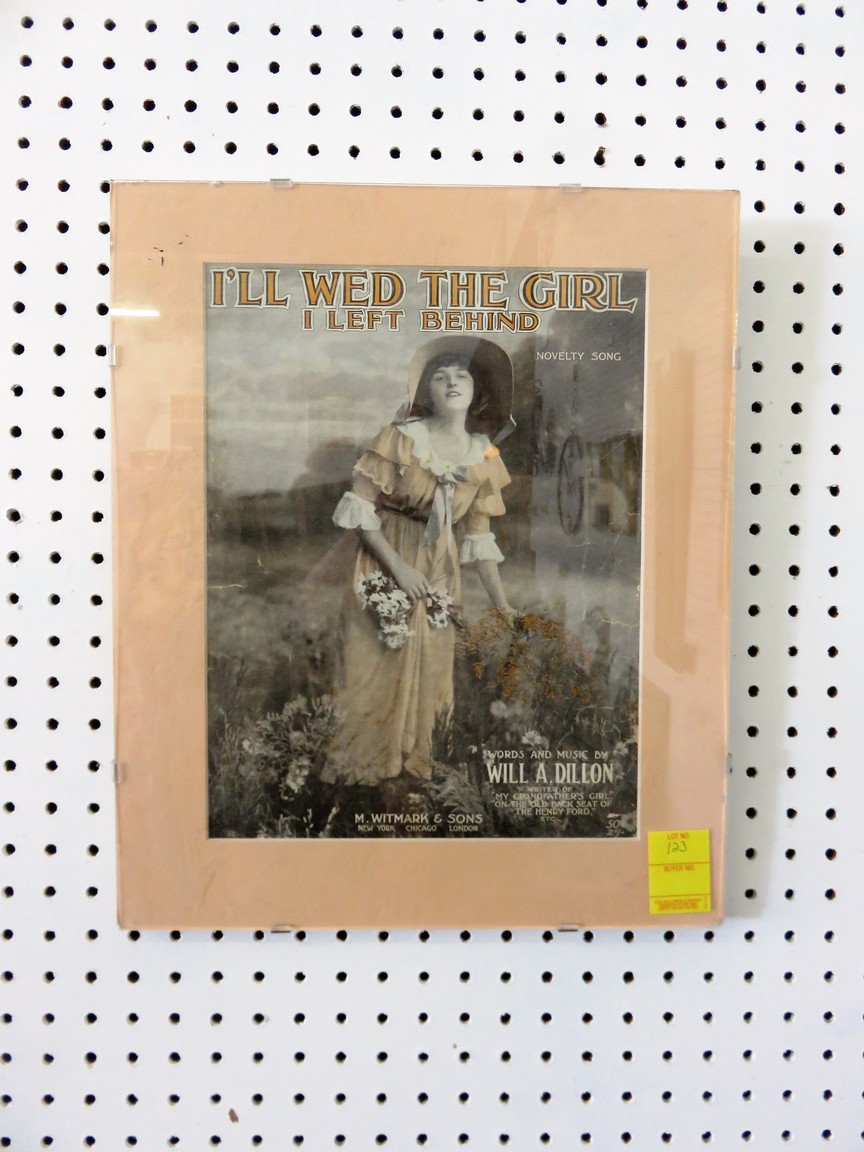 I'LL WED THE GIRL
I LEFT BEHIND
NOVELTY SONG
WORDS AND MUSIC BY
WILL A. DILLON
WRITER OF
"MY GRANDFATHER'S GIRL"
"ON THE OLD BACK SEAT OF
THE HENRY FORD."
ETC.
M. WITMARK & SONS
NEW YORK CHICAGO LONDON
50
2/-
LOT NO.
123
BUYER NO.